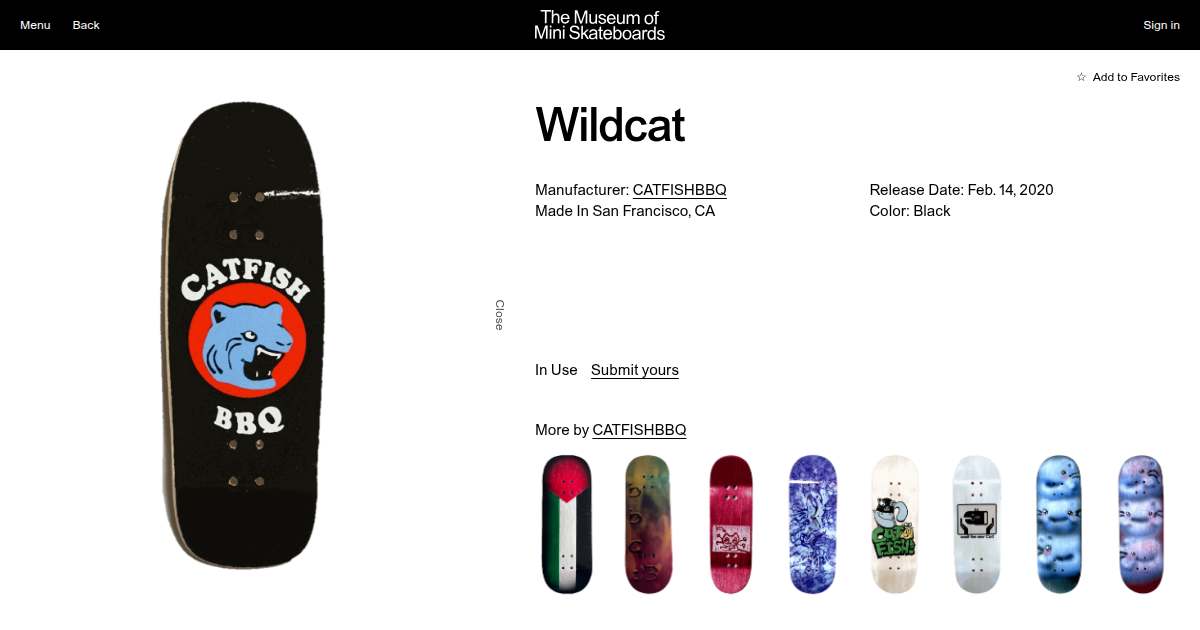 Menu
Back
The Museum of
Mini Skateboards
Sign in
☆ Add to Favorites
CATFISH
BBQ
Close
Wildcat
Manufacturer: CATFISHBBQ
Made In San Francisco, CA
Release Date: Feb. 14, 2020
Color: Black
In Use Submit yours
More by CATFISHBBQ